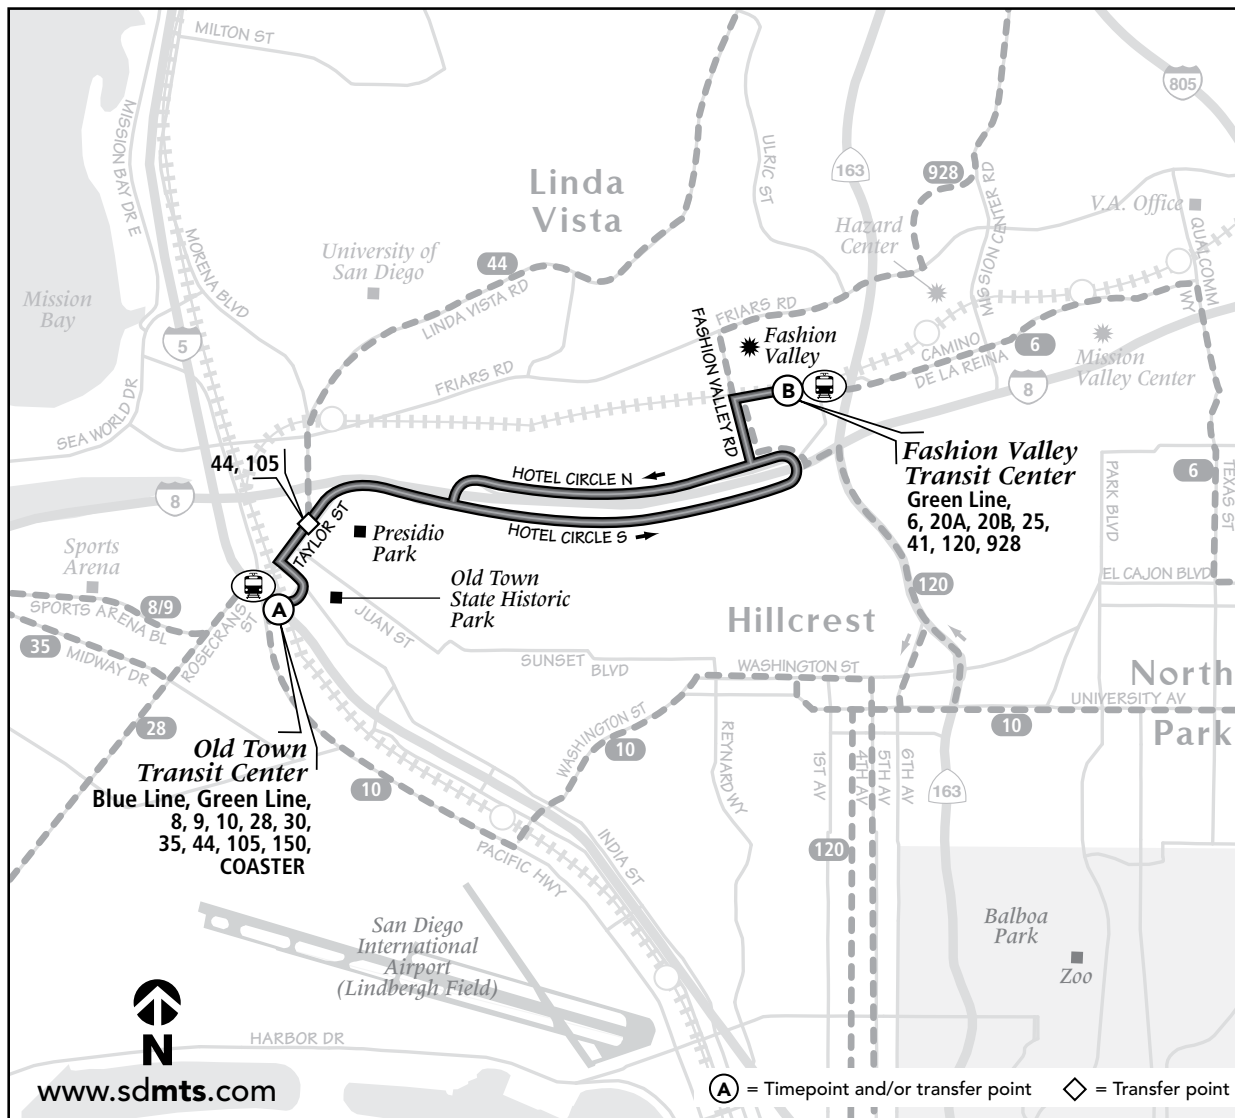 MILTON ST
805
MISSION BAY DR E
ULRIC ST
163
928
MISSION CENTER RD
Linda
Vista
V.A. Office
QUALCOMM
WY
Hazard
Center
MORENA BLVD
University of
San Diego
44
LINDA VISTA RD
Mission
Bay
FRIARS RD
FASHION VALLEY RD
Fashion
Valley
5
CAMINO
DE LA REINA
6
Mission
Valley Center
FRIARS RD
B
8
SEA WORLD DR
44, 105
HOTEL CIRCLE N
Fashion Valley
Transit Center
Green Line,
6, 20A, 20B, 25,
41, 120, 928
PARK BLVD
6
TEXAS ST
8
TAYLOR ST
HOTEL CIRCLE S
Presidio
Park
Sports
Arena
Old Town
State Historic
Park
EL CAJON BLVD
120
8/9
SPORTS ARENA BL
ROSECRANS
ST
A
JUAN ST
Hillcrest
35
MIDWAY DR
SUNSET
BLVD
WASHINGTON ST
North
Park
UNIVERSITY AV
10
28
Old Town
Transit Center
Blue Line, Green Line,
8, 9, 10, 28, 30,
35, 44, 105, 150,
COASTER
WASHINGTON ST
10
REYNARD WY
1ST AV
4TH AV
5TH AV
6TH AV
163
10
120
PACIFIC HWY
INDIA ST
San Diego
International
Airport
(Lindbergh Field)
Balboa
Park
Zoo
N
HARBOR DR
www.sdmts.com
A = Timepoint and/or transfer point
= Transfer point